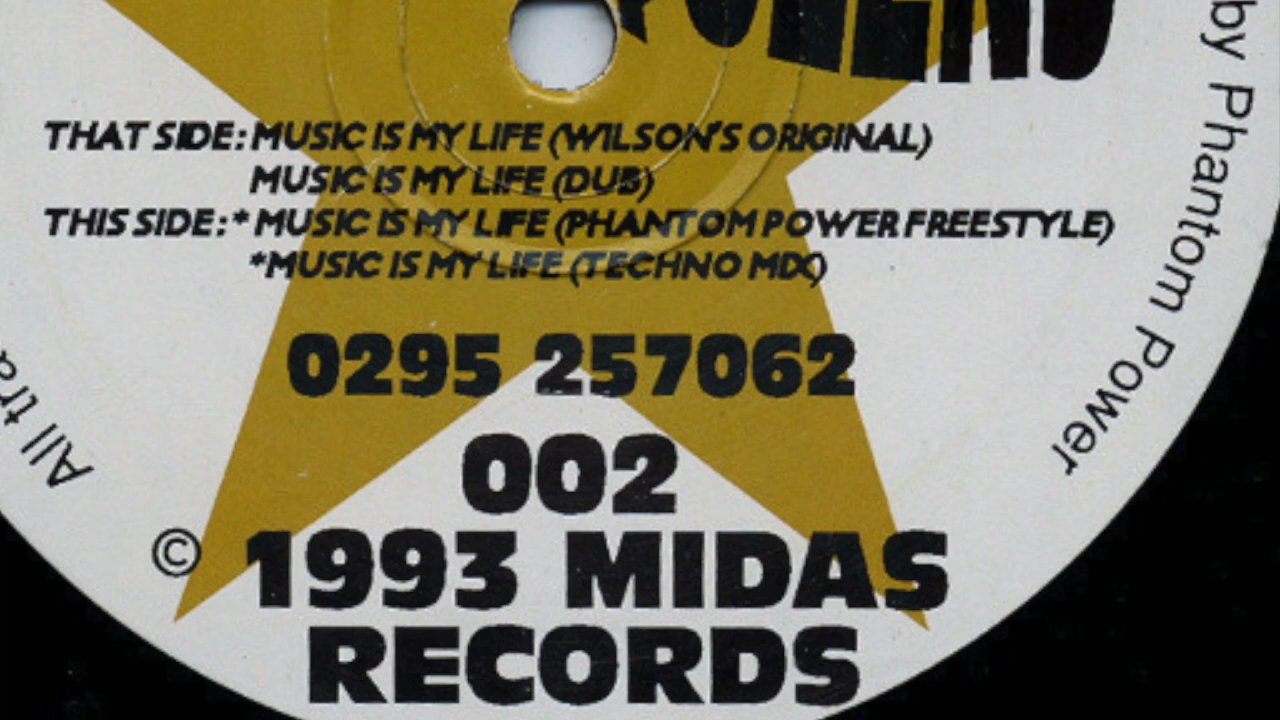 THAT SIDE: MUSIC IS MY LIFE (WILSON'S ORIGINAL)
MUSIC IS MY LIFE (DUB)
THIS SIDE: * MUSIC IS MY LIFE (PHANTOM POWER FREESTYLE)
*MUSIC IS MY LIFE (TECHNO MIX)
0295 257062
002
© 1993 MIDAS
RECORDS
All
by Phantom Power